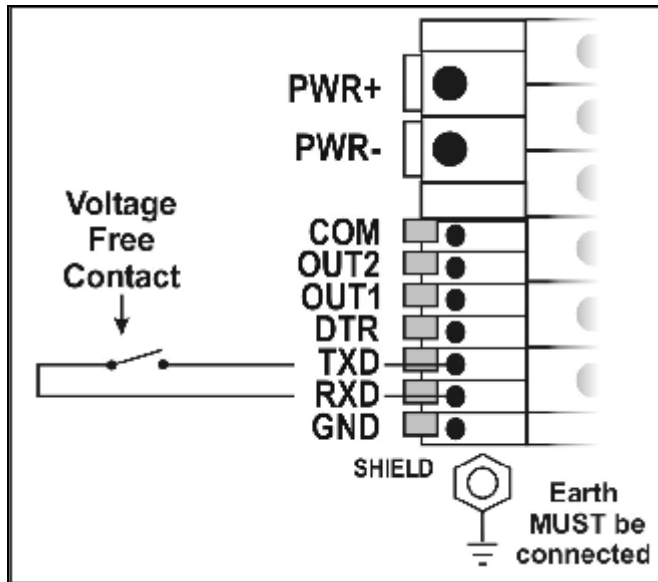 PWR+
PWR-
Voltage
Free
Contact
COM
OUT2
OUT1
DTR
TXD
RXD
GND
SHIELD
Earth
MUST be
connected